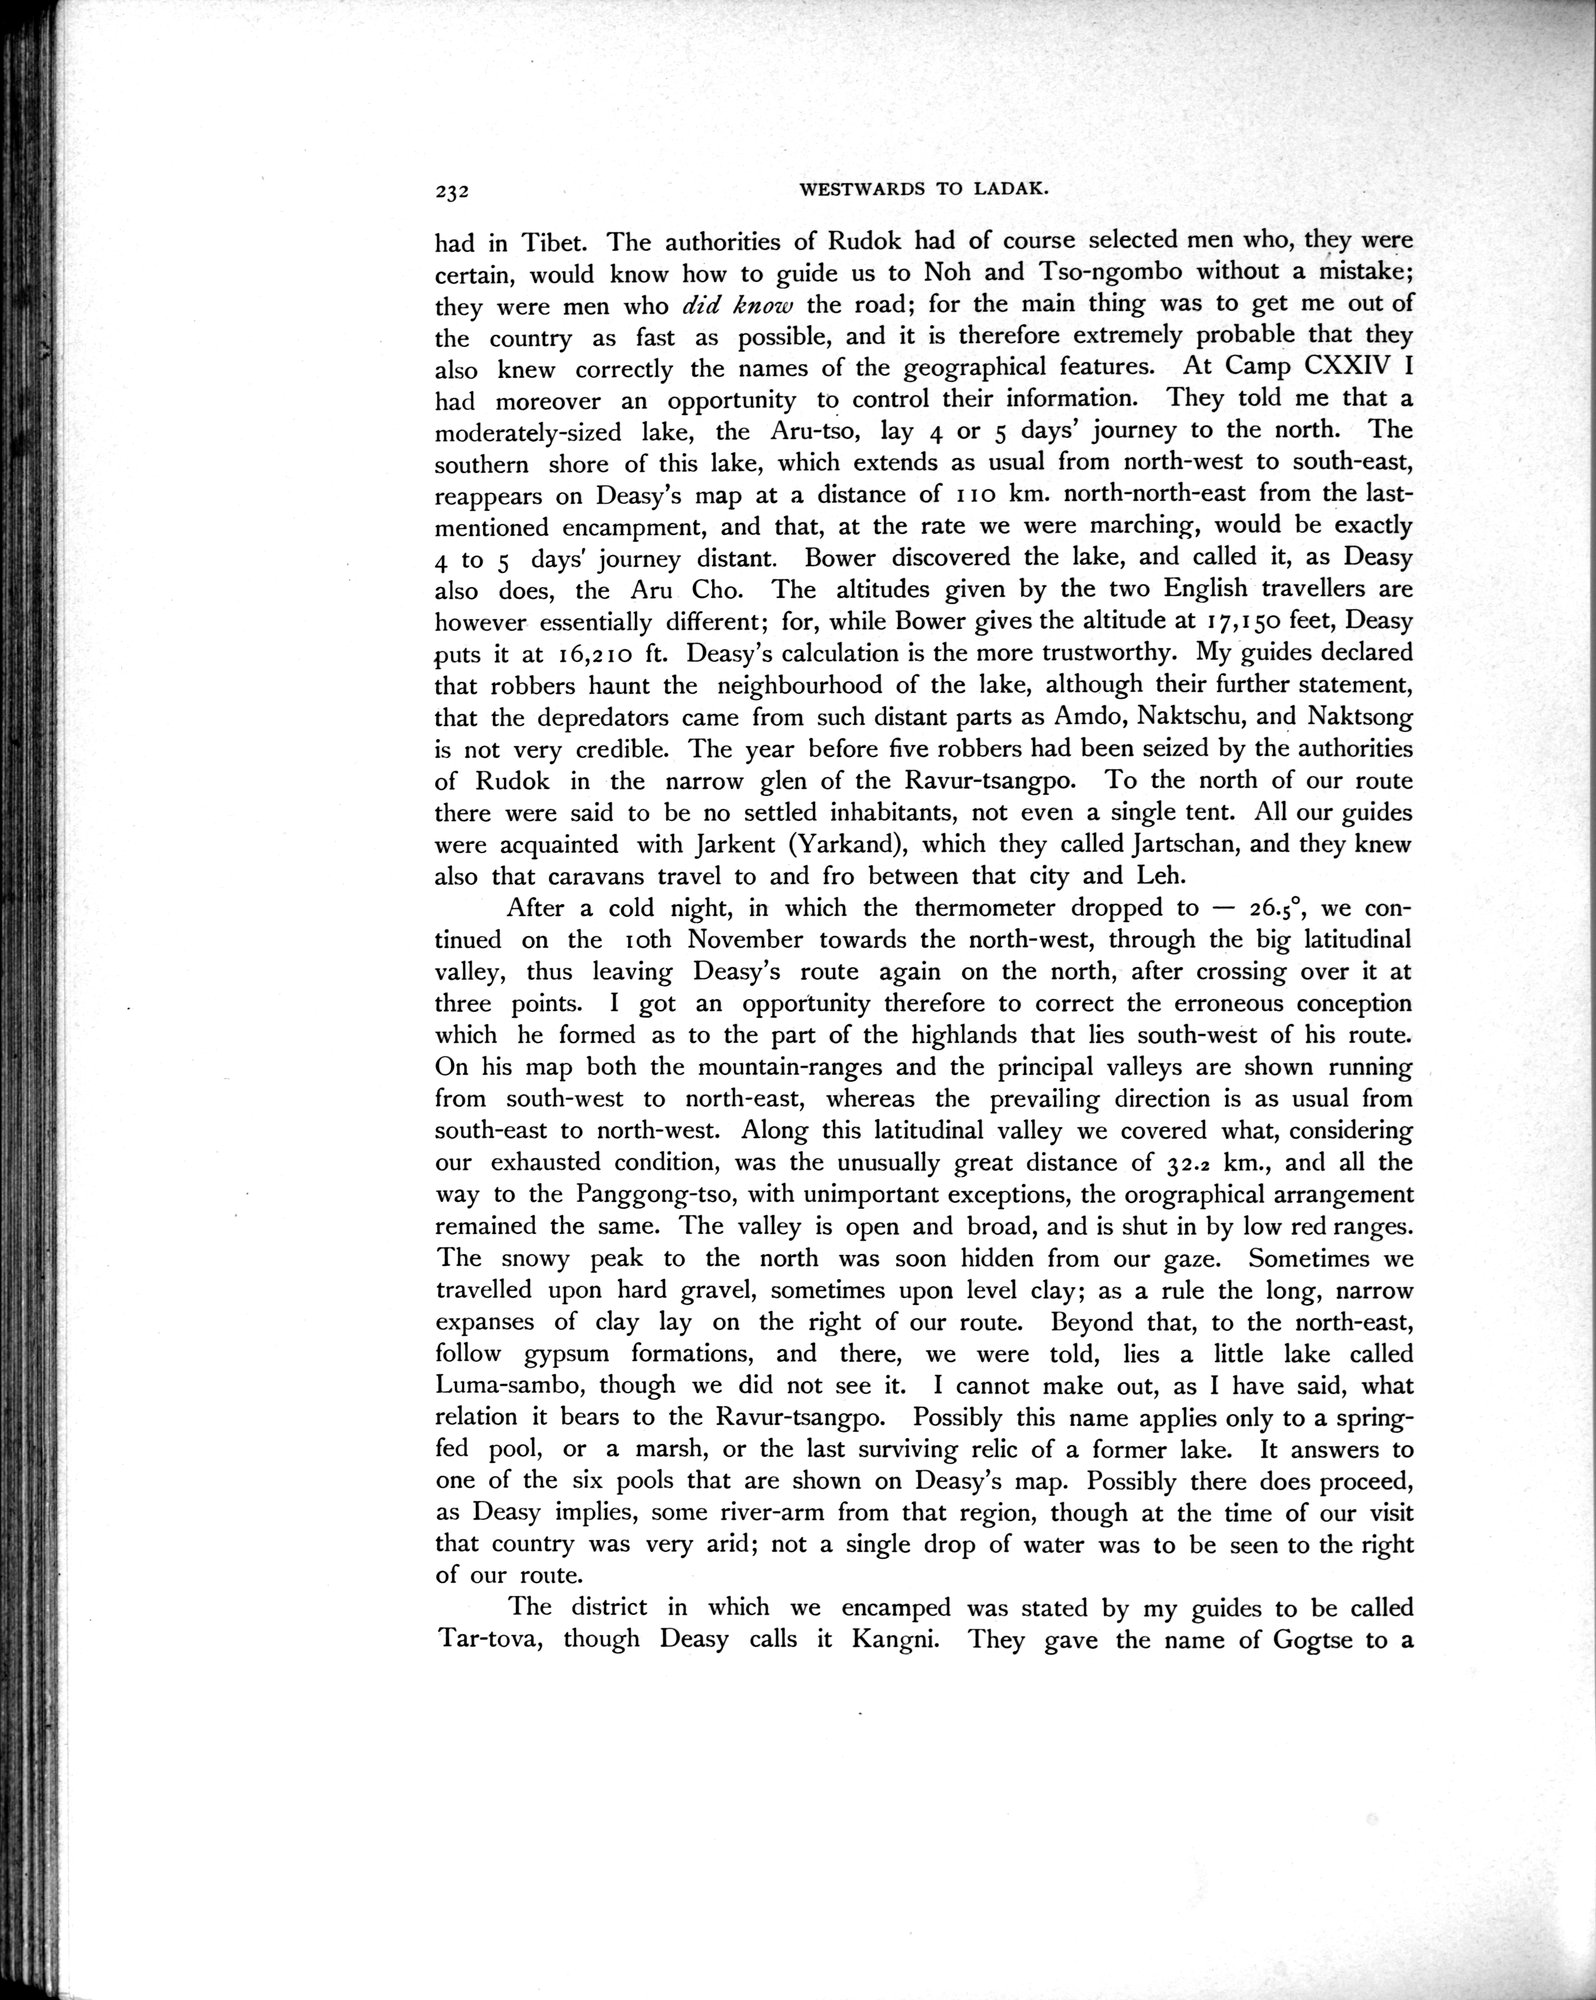 232 WESTWARDS TO LADAK.
had in Tibet. The authorities of Rudok had of course selected men who, they were
certain, would know how to guide us to Noh and Tso-ngombo without a mistake;
they were men who did know the road; for the main thing was to get me out of
the country as fast as possible, and it is therefore extremely probable that they
also knew correctly the names of the geographical features. At Camp CXXIV I
had moreover an opportunity to control their information. They told me that a
moderately-sized lake, the Aru-tso, lay 4 or 5 days' journey to the north. The
southern shore of this lake, which extends as usual from north-west to south-east,
reappears on Deasy's map at a distance of 110 km. north-north-east from the last-
mentioned encampment, and that, at the rate we were marching, would be exactly
4 to 5 days' journey distant. Bower discovered the lake, and called it, as Deasy
also does, the Aru Cho. The altitudes given by the two English travellers are
however essentially different; for, while Bower gives the altitude at 17,150 feet, Deasy
puts it at 16,210 ft. Deasy's calculation is the more trustworthy. My guides declared
that robbers haunt the neighbourhood of the lake, although their further statement,
that the depredators came from such distant parts as Amdo, Naktschu, and Naktsong
is not very credible. The year before five robbers had been seized by the authorities
of Rudok in the narrow glen of the Ravur-tsangpo. To the north of our route
there were said to be no settled inhabitants, not even a single tent. All our guides
were acquainted with Jarkent (Yarkand), which they called Jartschan, and they knew
also that caravans travel to and fro between that city and Leh.
After a cold night, in which the thermometer dropped to — 26.5°, we con-
tinued on the 10th November towards the north-west, through the big latitudinal
valley, thus leaving Deasy's route again on the north, after crossing over it at
three points. I got an opportunity therefore to correct the erroneous conception
which he formed as to the part of the highlands that lies south-west of his route.
On his map both the mountain-ranges and the principal valleys are shown running
from south-west to north-east, whereas the prevailing direction is as usual from
south-east to north-west. Along this latitudinal valley we covered what, considering
our exhausted condition, was the unusually great distance of 32.2 km., and all the
way to the Panggong-tso, with unimportant exceptions, the orographical arrangement
remained the same. The valley is open and broad, and is shut in by low red ranges.
The snowy peak to the north was soon hidden from our gaze. Sometimes we
travelled upon hard gravel, sometimes upon level clay; as a rule the long, narrow
expanses of clay lay on the right of our route. Beyond that, to the north-east,
follow gypsum formations, and there, we were told, lies a little lake called
Luma-sambo, though we did not see it. I cannot make out, as I have said, what
relation it bears to the Ravur-tsangpo. Possibly this name applies only to a spring-
fed pool, or a marsh, or the last surviving relic of a former lake. It answers to
one of the six pools that are shown on Deasy's map. Possibly there does proceed,
as Deasy implies, some river-arm from that region, though at the time of our visit
that country was very arid; not a single drop of water was to be seen to the right
of our route.
The district in which we encamped was stated by my guides to be called
Tar-tova, though Deasy calls it Kangni. They gave the name of Gogtse to a